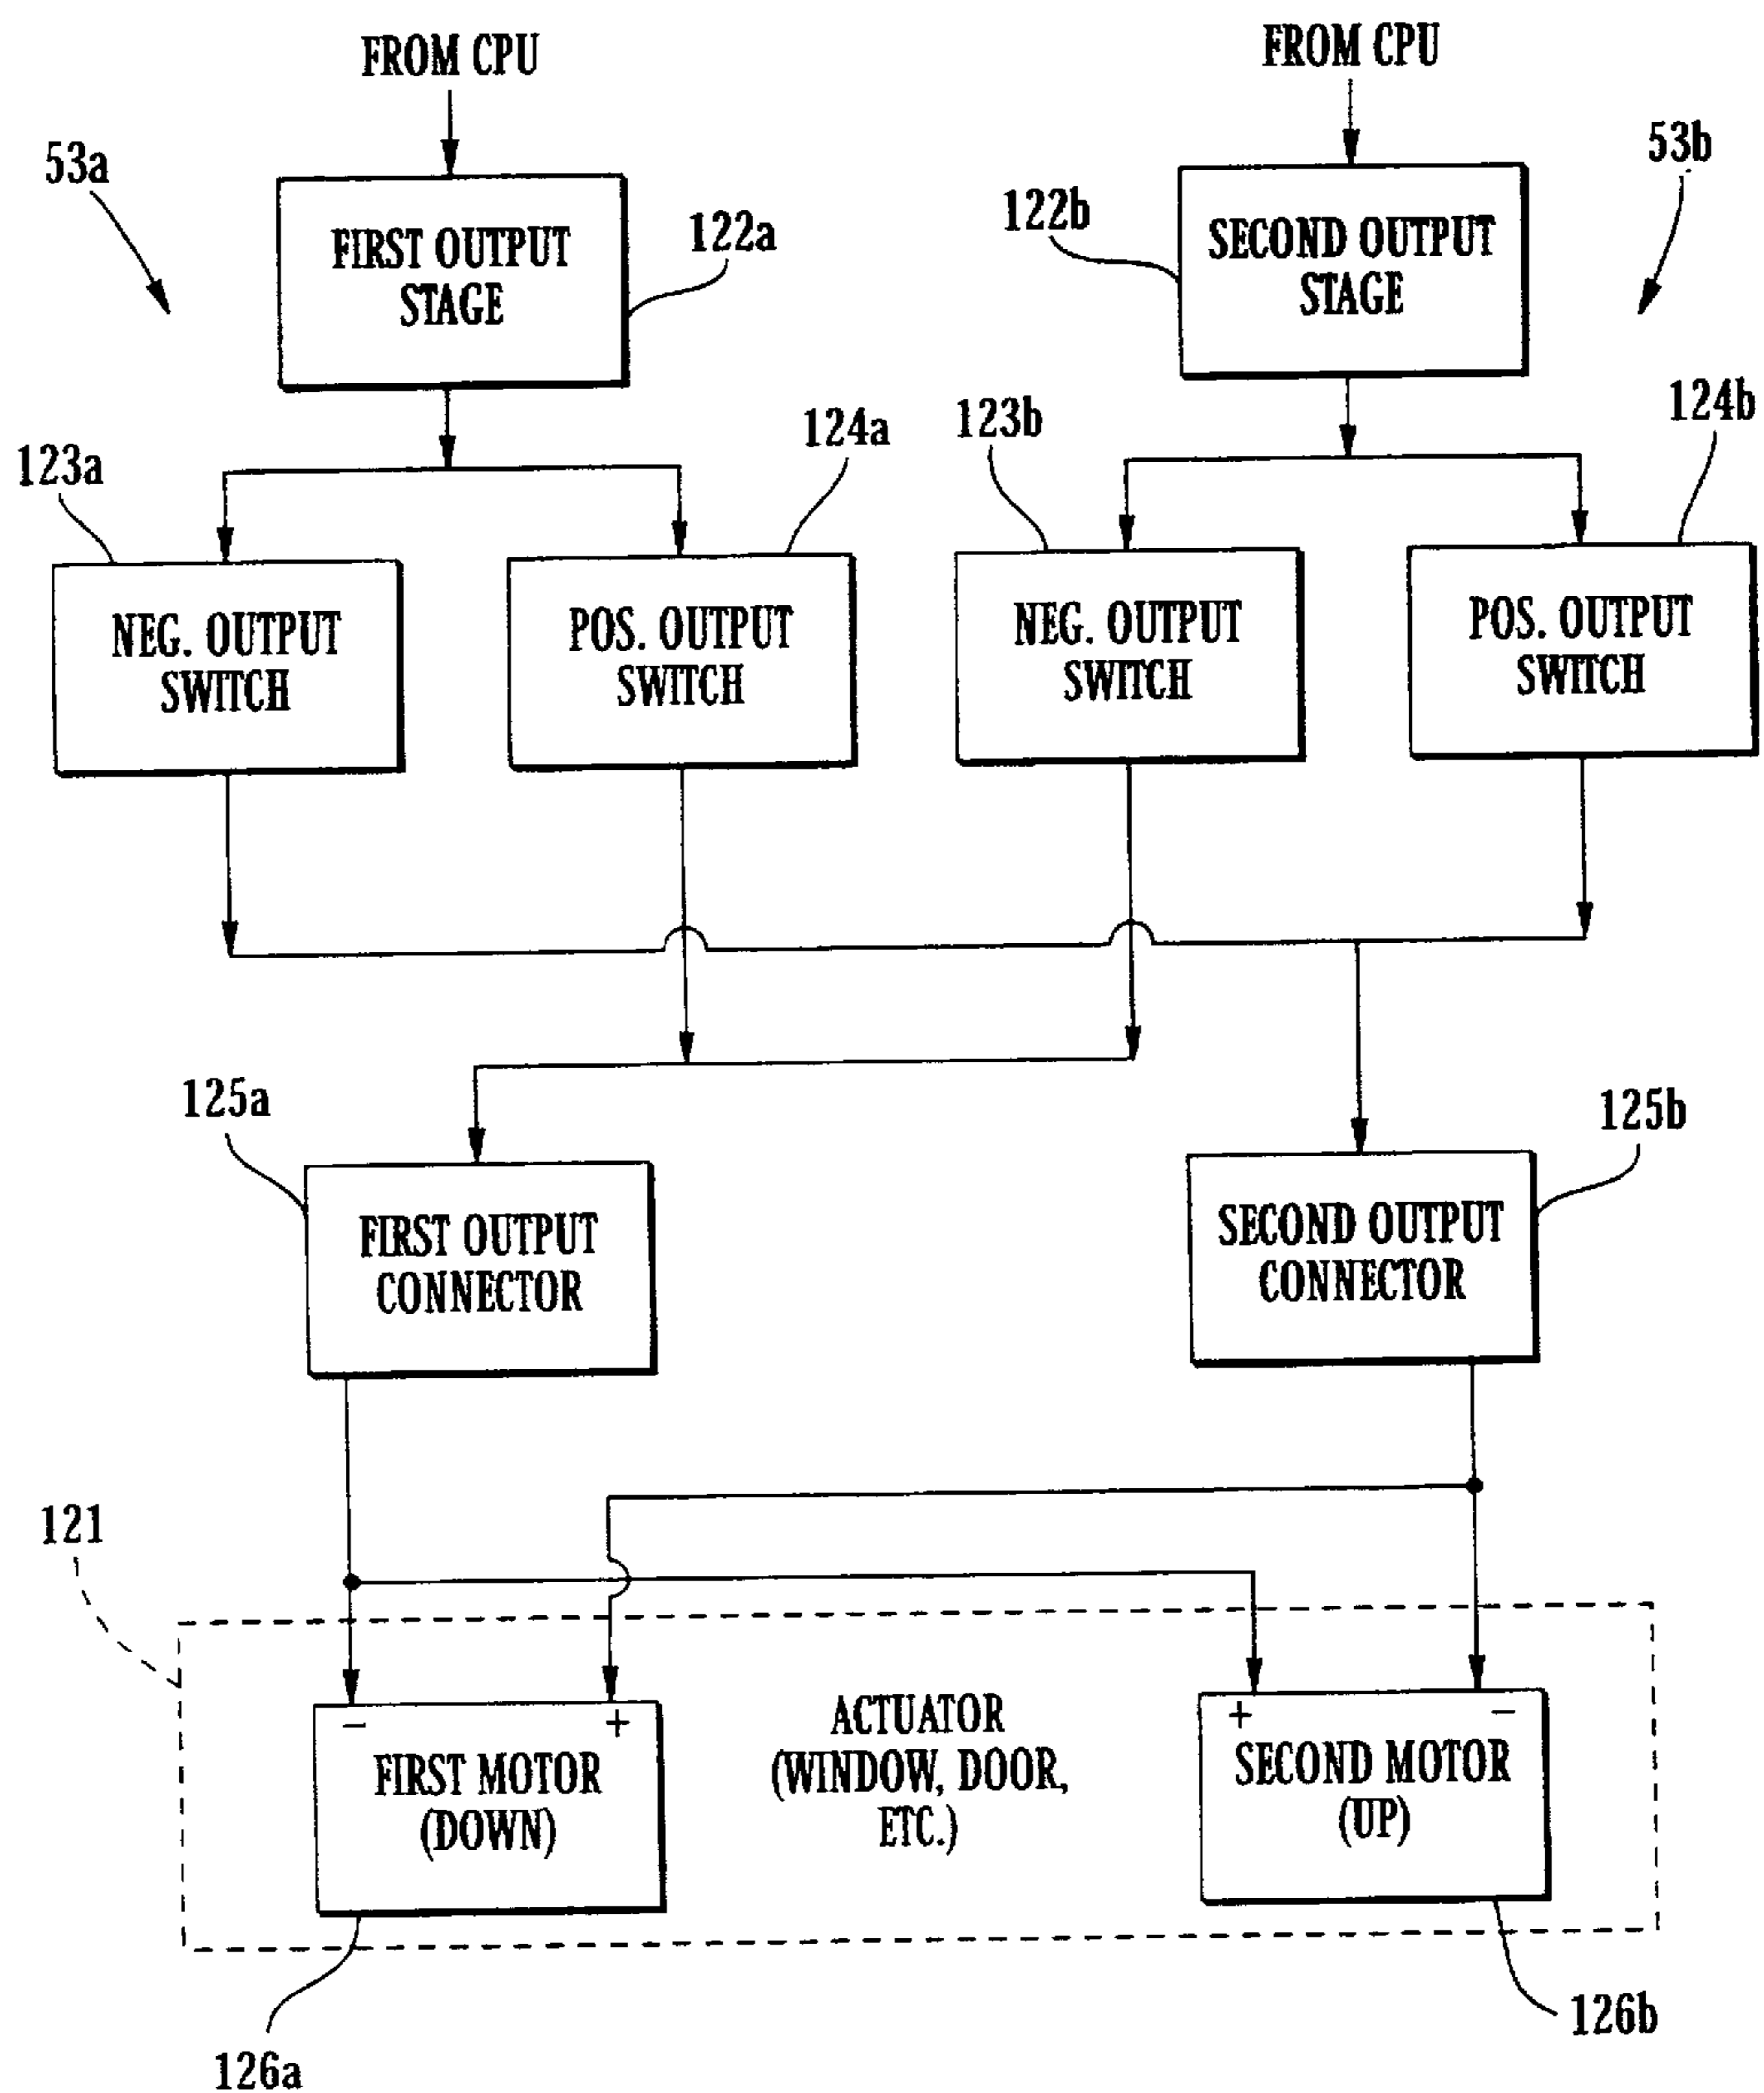 FROM CPU
FROM CPU
53a
53b
FIRST OUTPUT
STAGE
122a
122b
SECOND OUTPUT
STAGE
123a
124a
123b
124b
NEG. OUTPUT
SWITCH
POS. OUTPUT
SWITCH
NEG. OUTPUT
SWITCH
POS. OUTPUT
SWITCH
125a
125b
FIRST OUTPUT
CONNECTOR
SECOND OUTPUT
CONNECTOR
121
− +
FIRST MOTOR
(DOWN)
ACTUATOR
(WINDOW, DOOR,
ETC.)
+ −
SECOND MOTOR
(UP)
126a
126b